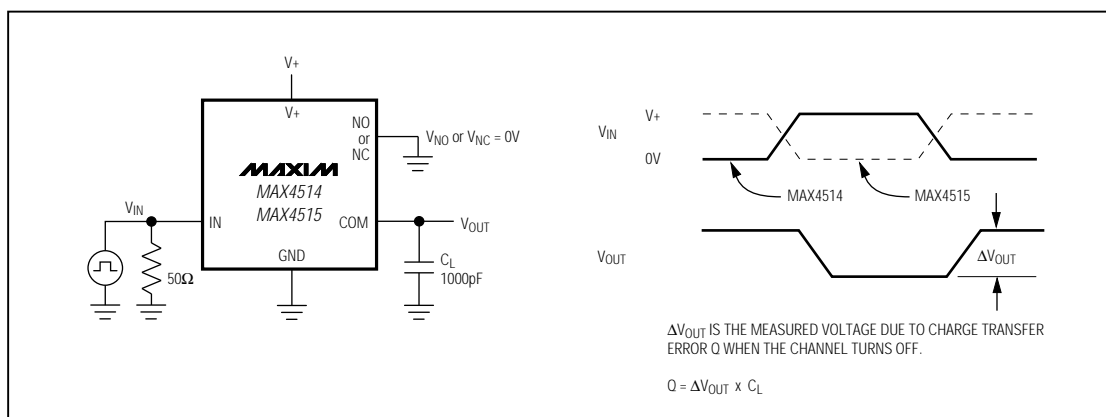 V+
V+
NO
or
NC
VNO or VNC = 0V
MAXIM
MAX4514
MAX4515
VIN
IN
COM
VOUT
GND
50Ω
CL
1000pF
VIN
V+
0V
MAX4514
MAX4515
VOUT
ΔVOUT
ΔVOUT IS THE MEASURED VOLTAGE DUE TO CHARGE TRANSFER
ERROR Q WHEN THE CHANNEL TURNS OFF.
Q = ΔVOUT x CL